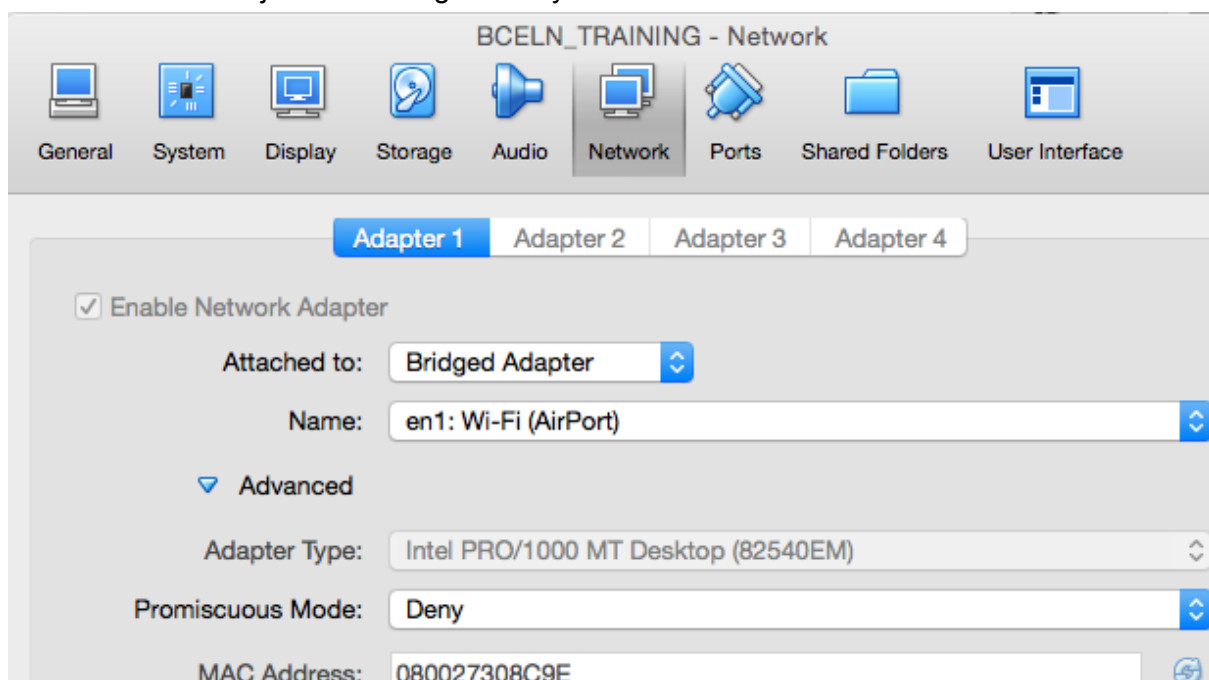 BCELN_TRAINING - Network
General System Display Storage Audio Network Ports Shared Folders User Interface
Adapter 1 Adapter 2 Adapter 3 Adapter 4
Enable Network Adapter
Attached to: Bridged Adapter
Name: en1: Wi-Fi (AirPort)
Advanced
Adapter Type: Intel PRO/1000 MT Desktop (82540EM)
Promiscuous Mode: Deny
MAC Address: 080027308C9E